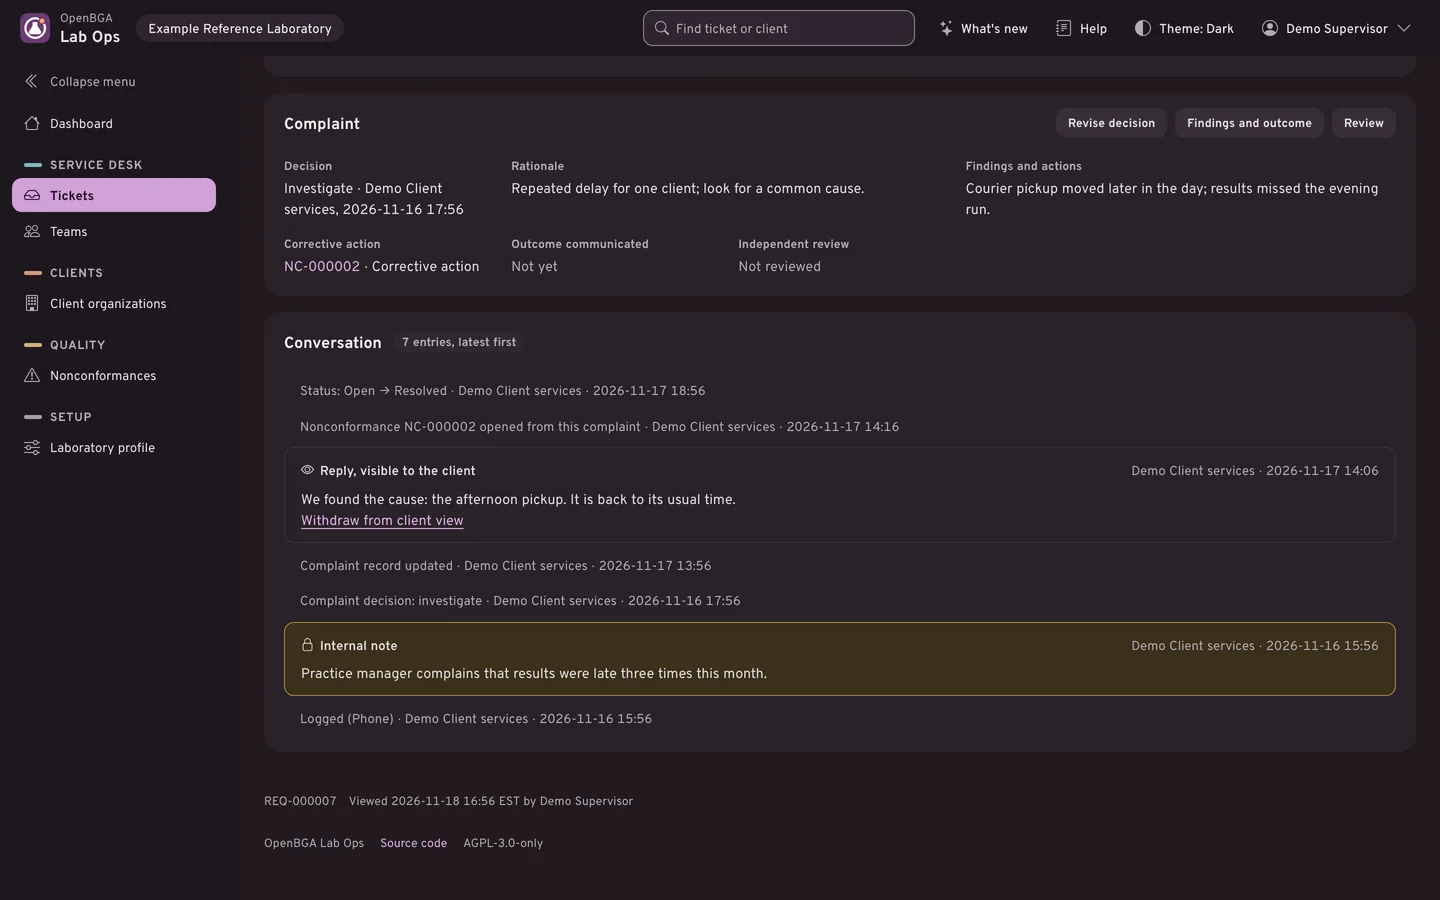 OpenBGA
Lab Ops
Example Reference Laboratory
Find ticket or client
What's new
Help
Theme: Dark
Demo Supervisor
Collapse menu
Dashboard
SERVICE DESK
Tickets
Teams
CLIENTS
Client organizations
QUALITY
Nonconformances
SETUP
Laboratory profile
Complaint
Revise decision
Findings and outcome
Review
Decision
Investigate · Demo Client
services, 2026-11-16 17:56
Rationale
Repeated delay for one client; look for a common cause.
Findings and actions
Courier pickup moved later in the day; results missed the evening
run.
Corrective action
NC-000002 · Corrective action
Outcome communicated
Not yet
Independent review
Not reviewed
Conversation
7 entries, latest first
Status: Open → Resolved · Demo Client services · 2026-11-17 18:56
Nonconformance NC-000002 opened from this complaint · Demo Client services · 2026-11-17 14:16
Reply, visible to the client
Demo Client services · 2026-11-17 14:06
We found the cause: the afternoon pickup. It is back to its usual time.
Withdraw from client view
Complaint record updated · Demo Client services · 2026-11-17 13:56
Complaint decision: investigate · Demo Client services · 2026-11-16 17:56
Internal note
Demo Client services · 2026-11-16 15:56
Practice manager complains that results were late three times this month.
Logged (Phone) · Demo Client services · 2026-11-16 15:56
REQ-000007 Viewed 2026-11-18 16:56 EST by Demo Supervisor
OpenBGA Lab Ops Source code AGPL-3.0-only